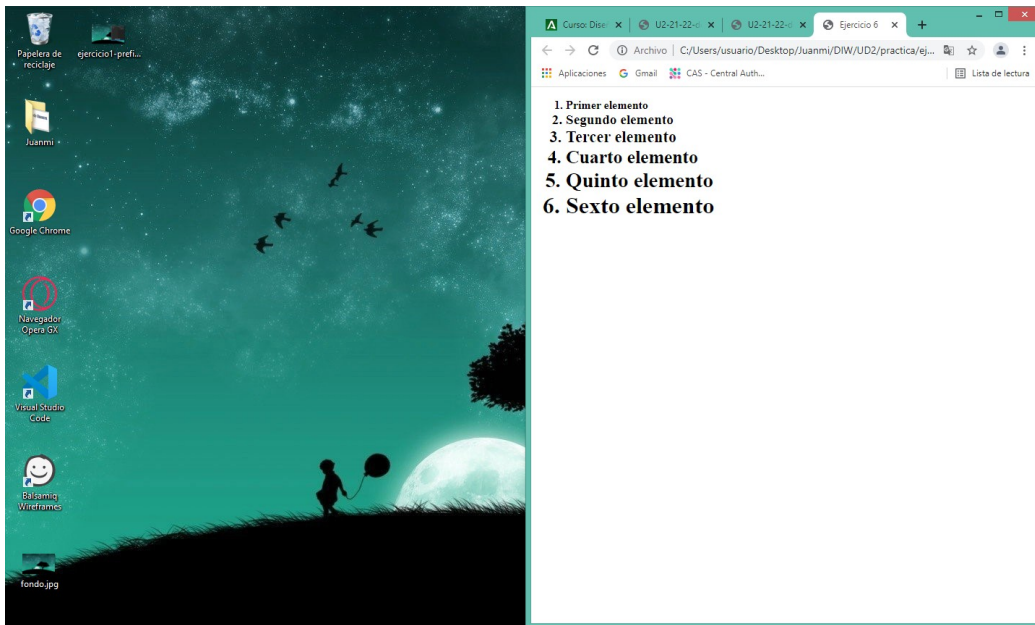 Papelera de
reciclaje
ejercicio1-prefi...
Juanmi
Google Chrome
Navegador
Opera GX
Visual Studio
Code
Balsamiq
Wireframes
fondo.jpg
Curso: Dise
U2-21-22-
U2-21-22-
Ejercicio 6
Archivo
C:/Users/usuario/Desktop/Juanmi/DIW/UD2/practica/ej...
Aplicaciones
Gmail
CAS - Central Auth...
Lista de lectura
1. Primer elemento
2. Segundo elemento
3. Tercer elemento
4. Cuarto elemento
5. Quinto elemento
6. Sexto elemento